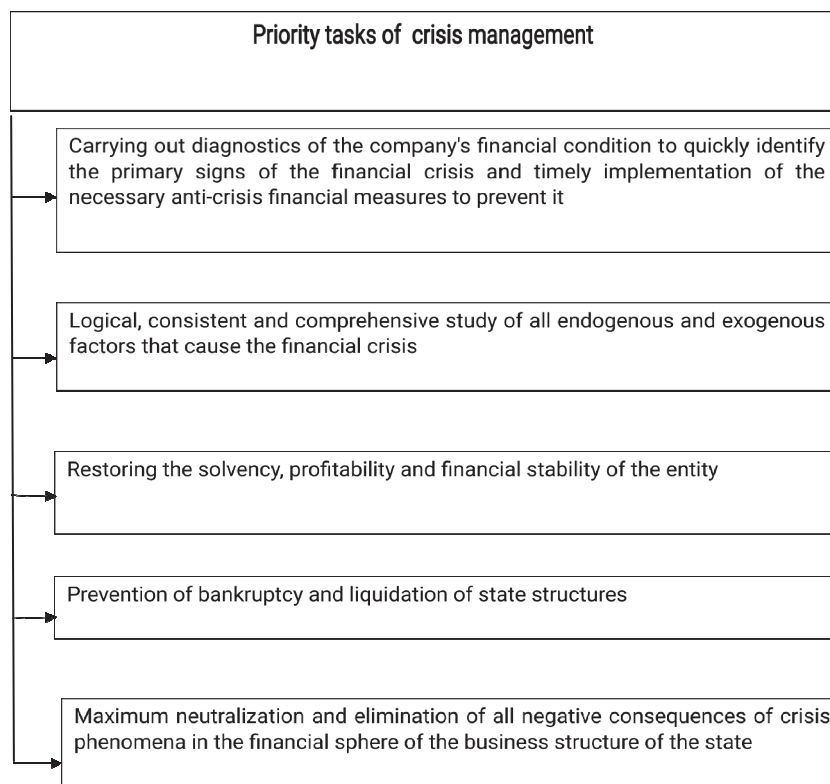 Priority tasks of crisis management
Carrying out diagnostics of the company's financial condition to quickly identify
the primary signs of the financial crisis and timely implementation of the
necessary anti-crisis financial measures to prevent it
Logical, consistent and comprehensive study of all endogenous and exogenous
factors that cause the financial crisis
Restoring the solvency, profitability and financial stability of the entity
Prevention of bankruptcy and liquidation of state structures
Maximum neutralization and elimination of all negative consequences of crisis
phenomena in the financial sphere of the business structure of the state